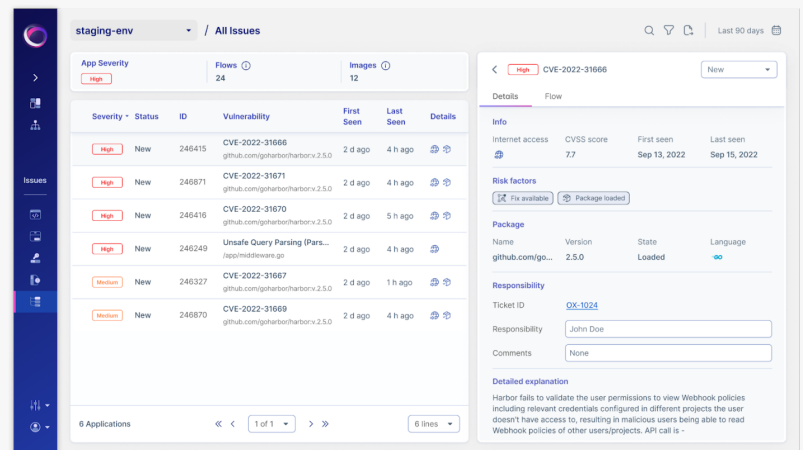 staging-env / All Issues
Last 90 days
App Severity
High
Flows
24
Images
12
Severity Status ID Vulnerability First Seen Last Seen Details
High New 246415 CVE-2022-31666 2 d ago 4 h ago
github.com/goharbor/harbor:v.2.5.0
High New 246871 CVE-2022-31671 2 d ago 4 h ago
github.com/goharbor/harbor:v.2.5.0
High New 246416 CVE-2022-31670 2 d ago 5 h ago
github.com/goharbor/harbor:v.2.5.0
High New 246249 Unsafe Query Parsing (Pars... 2 d ago 4 h ago
/app/middleware.go
Medium New 246327 CVE-2022-31667 2 d ago 1 h ago
github.com/goharbor/harbor:v.2.5.0
Medium New 246870 CVE-2022-31669 2 d ago 4 h ago
github.com/goharbor/harbor:v.2.5.0
6 Applications
1 of 1
6 lines
Issues
High CVE-2022-31666
New
Details Flow
Info
Internet access CVSS score First seen Last seen
7.7 Sep 13, 2022 Sep 15, 2022
Risk factors
Fix available Package loaded
Package
Name Version State Language
github.com/go... 2.5.0 Loaded GO
Responsibility
Ticket ID OX-1024
Responsibility John Doe
Comments None
Detailed explanation
Harbor fails to validate the user permissions to view Webhook policies
including relevant credentials configured in different projects the user
doesn't have access to, resulting in malicious users being able to read
Webhook policies of other users/projects. API call is -